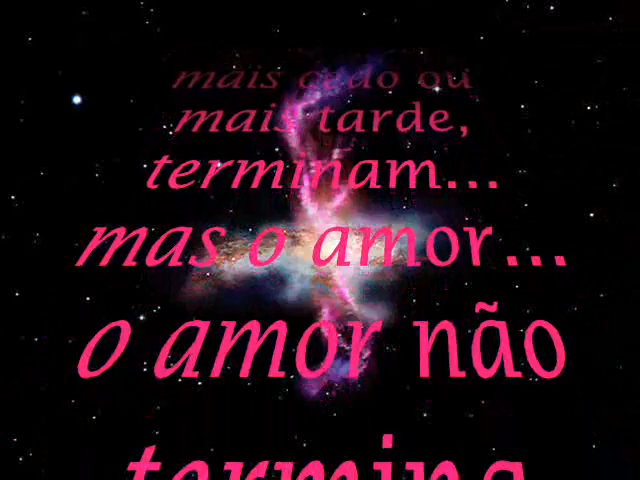 mais cedo ou
mais tarde,
terminam...
mas o amor...
o amor não
termina